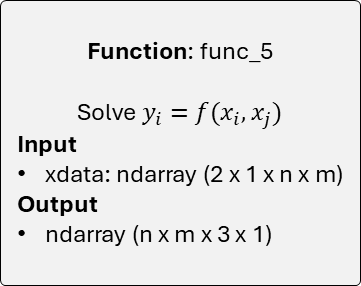 Function: func_5
Solve yᵢ = f(xᵢ, xⱼ)
Input
• xdata: ndarray (2 x 1 x n x m)
Output
• ndarray (n x m x 3 x 1)